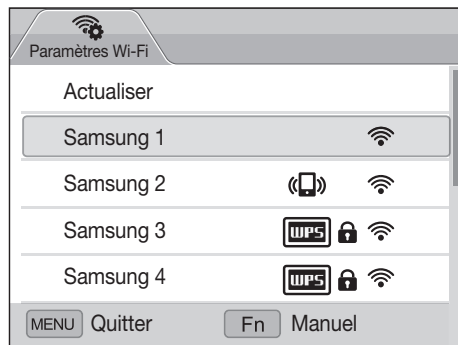 Paramètres Wi-Fi
Actualiser
Samsung 1
Samsung 2
Samsung 3 WPS
Samsung 4 WPS
MENU Quitter Fn Manuel